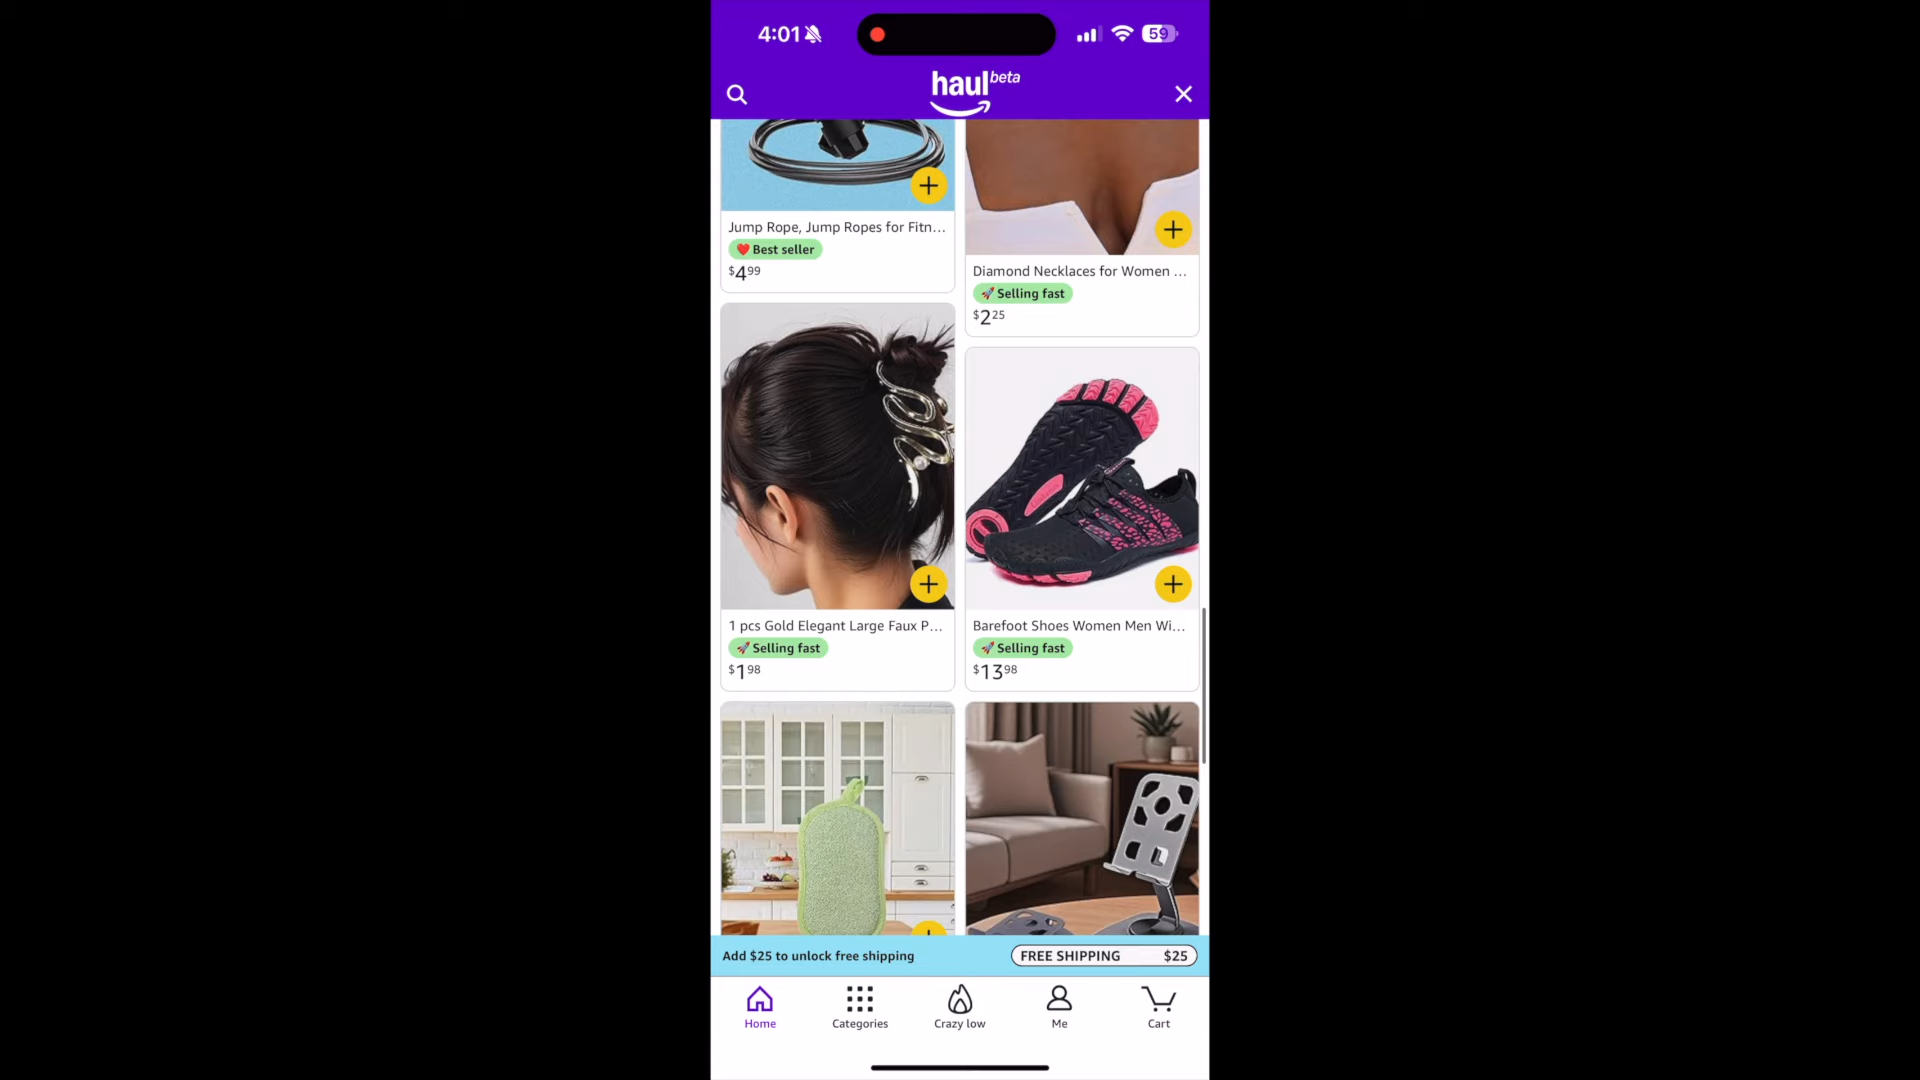 4:01
59
haul beta
Jump Rope, Jump Ropes for Fitn...
Best seller
$4 99
Diamond Necklaces for Women ...
Selling fast
$2 25
1 pcs Gold Elegant Large Faux P...
Selling fast
$1 98
Barefoot Shoes Women Men Wi...
Selling fast
$13 98
Add $25 to unlock free shipping
FREE SHIPPING $25
Home
Categories
Crazy low
Me
Cart